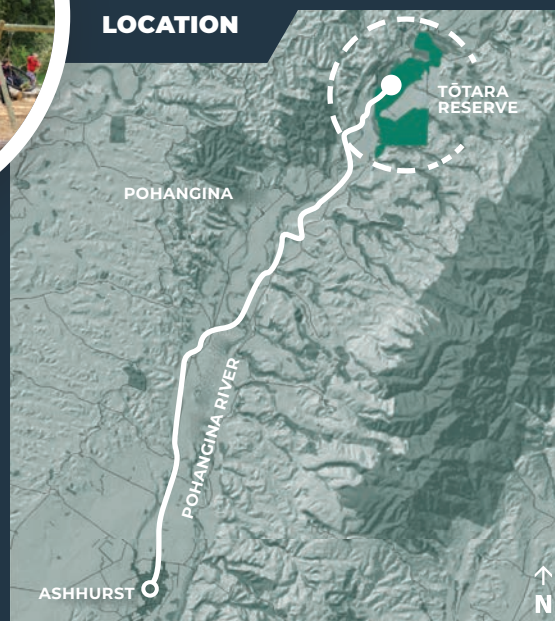 LOCATION
TŌTARA
RESERVE
POHANGINA
POHANGINA RIVER
ASHHURST
N